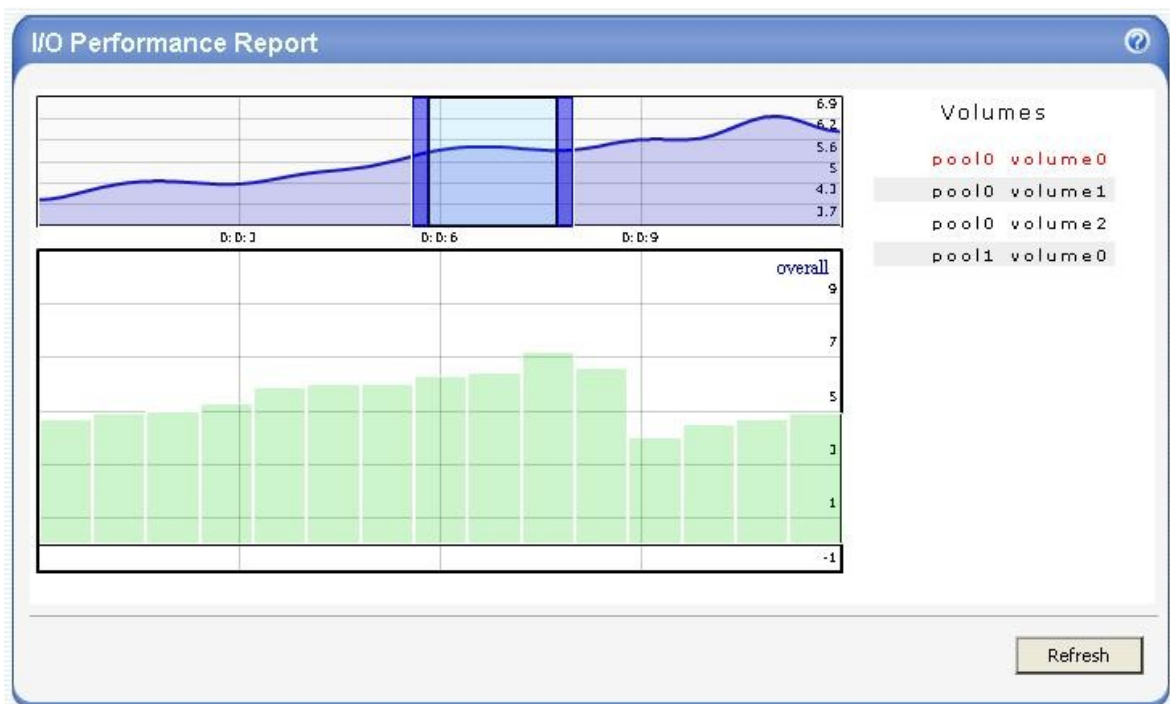 I/O Performance Report
?
6.9
6.2
5.6
5
4.3
3.7
0:0:3
0:0:6
0:0:9
overall
9
7
5
3
1
-1
Volumes
pool0 volume0
pool0 volume1
pool0 volume2
pool1 volume0
Refresh